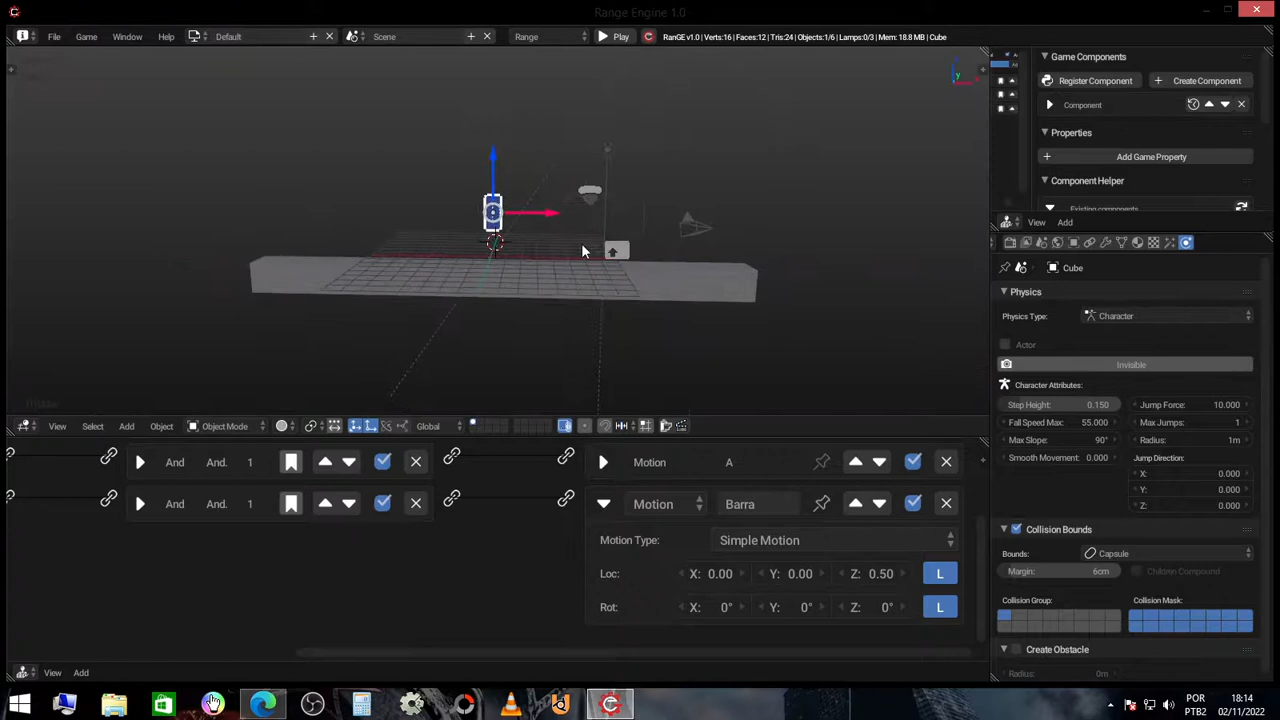 Range Engine 1.0
File Game Window Help Default Scene Range Play RanGE v1.0 | Verts:16 | Faces:12 | Tris:24 | Objects:1/6 | Lamps:0/3 | Mem: 18.8 MB | Cube
Game Components
Register Component Create Component
Component
Properties
Add Game Property
Component Helper
Existing components
View Add
Cube
Physics
Physics Type: Character
Actor
Invisible
Character Attributes:
Step Height: 0.150 Jump Force: 10.000
Fall Speed Max: 55.000 Max Jumps: 1
Max Slope: 90° Radius: 1m
Smooth Movement: 0.000 Jump Direction:
X: 0.000
Y: 0.000
Z: 0.000
Collision Bounds
Bounds: Capsule
Margin: 6cm Children Compound
Collision Group: Collision Mask:
Create Obstacle
Radius: 0m
View Select Add Object Object Mode Global
And And. 1 Motion A
And And. 1 Motion Barra
Motion Type: Simple Motion
Loc: X: 0.00 Y: 0.00 Z: 0.50 L
Rot: X: 0° Y: 0° Z: 0° L
View Add
POR 18:14
PTB2 02/11/2022